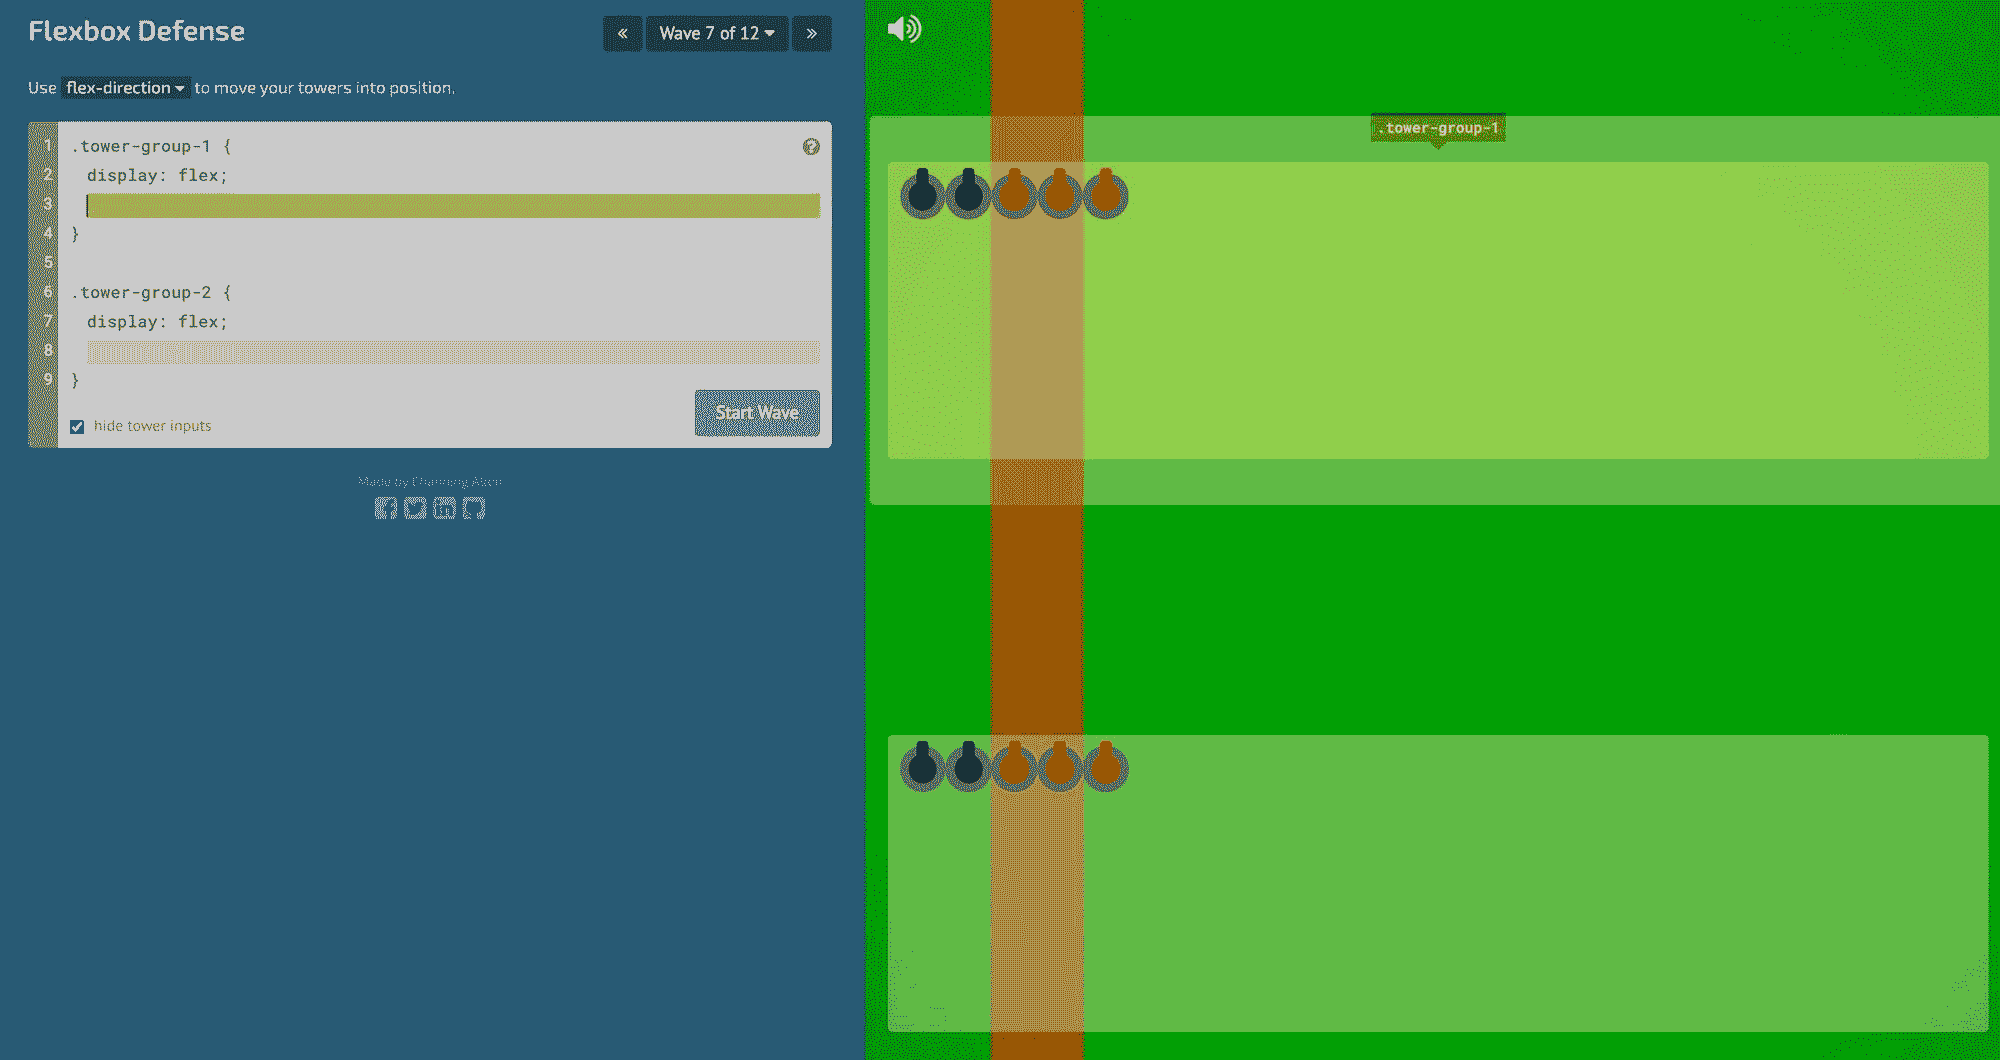 Flexbox Defense
«
Wave 7 of 12
»
Use flex-direction to move your towers into position.
1 .tower-group-1 {
2 display: flex;
3
4 }
5
6 .tower-group-2 {
7 display: flex;
8
9 }
hide tower inputs
Start Wave
Made by Channing Allen
.tower-group-1